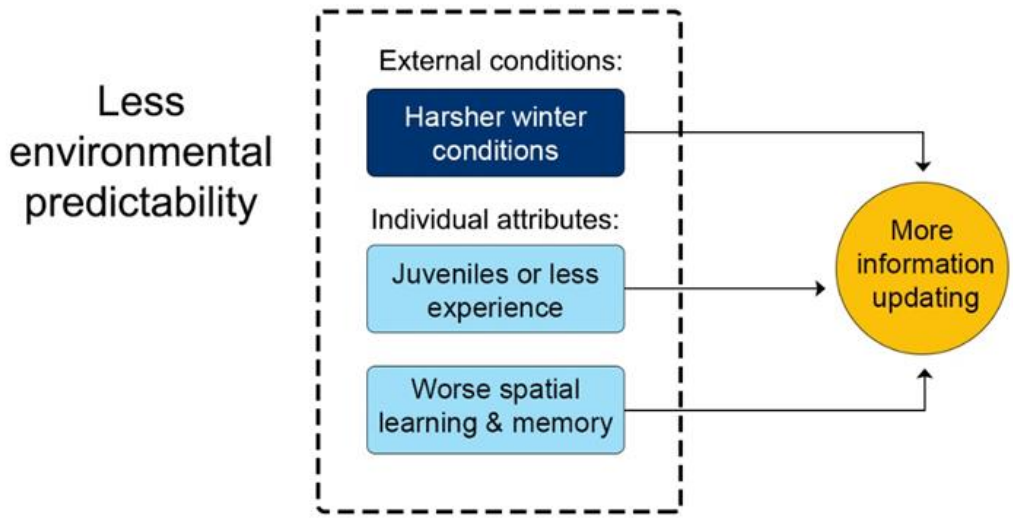 Less
environmental
predictability
External conditions:
Harsher winter
conditions
Individual attributes:
Juveniles or less
experience
Worse spatial
learning & memory
More
information
updating